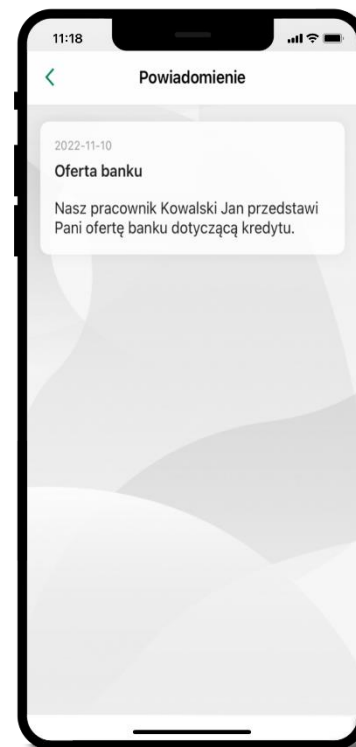 11:18
Powiadomienie
2022-11-10
Oferta banku
Nasz pracownik Kowalski Jan przedstawi
Pani ofertę banku dotyczącą kredytu.